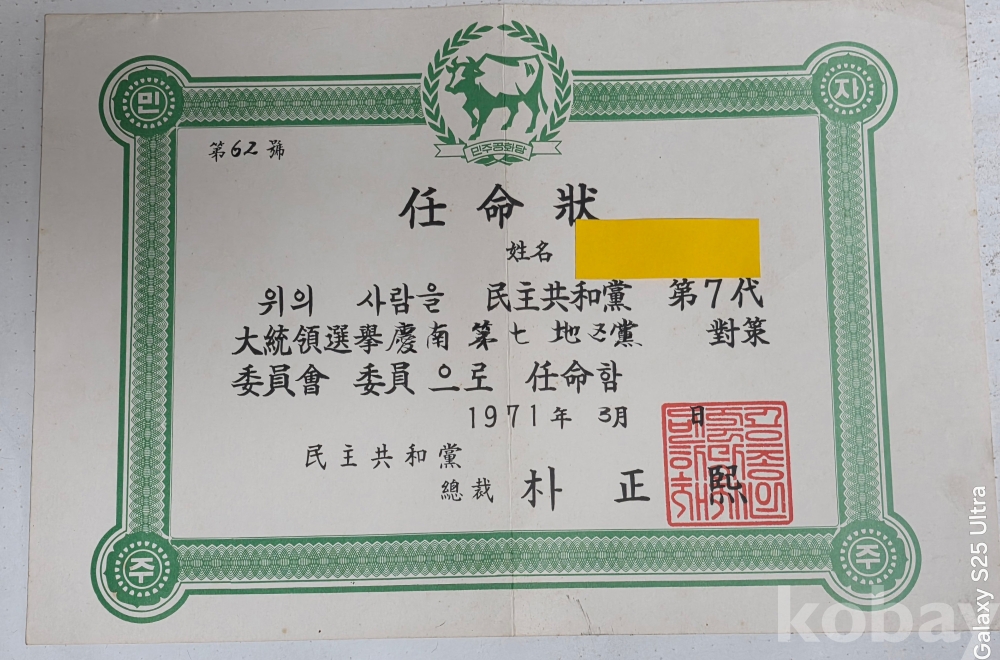 민 자
민주공화당
第62號
任命狀
姓名
위의 사람을 民主共和黨 第7代
大統領選擧慶南 第七 地区黨 對策
委員會 委員으로 任命함
1971年 3月 日
民主共和黨
總裁 朴正熙
주 주
kobay
Galaxy S25 Ultra